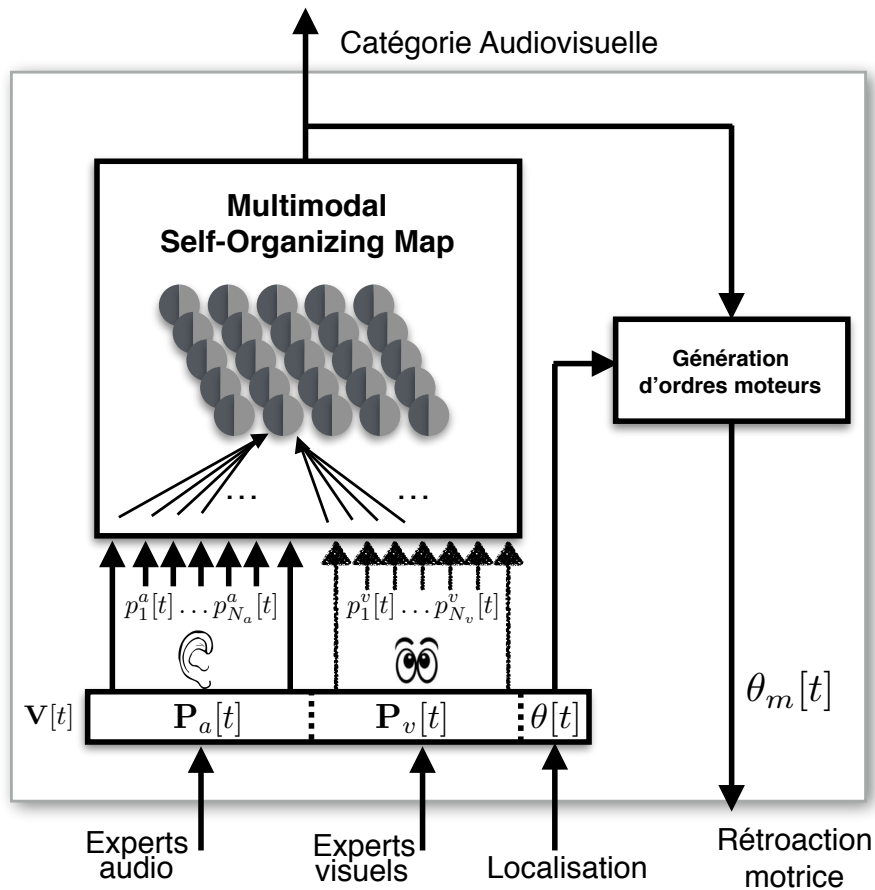 Catégorie Audiovisuelle
Multimodal
Self-Organizing Map
Génération
d'ordres moteurs
... ...
p_1^a[t] ... p_{N_a}^a[t] p_1^v[t] ... p_{N_v}^v[t]
V[t] P_a[t] P_v[t] θ[t]
θ_m[t]
Experts
audio
Experts
visuels
Localisation
Rétroaction
motrice